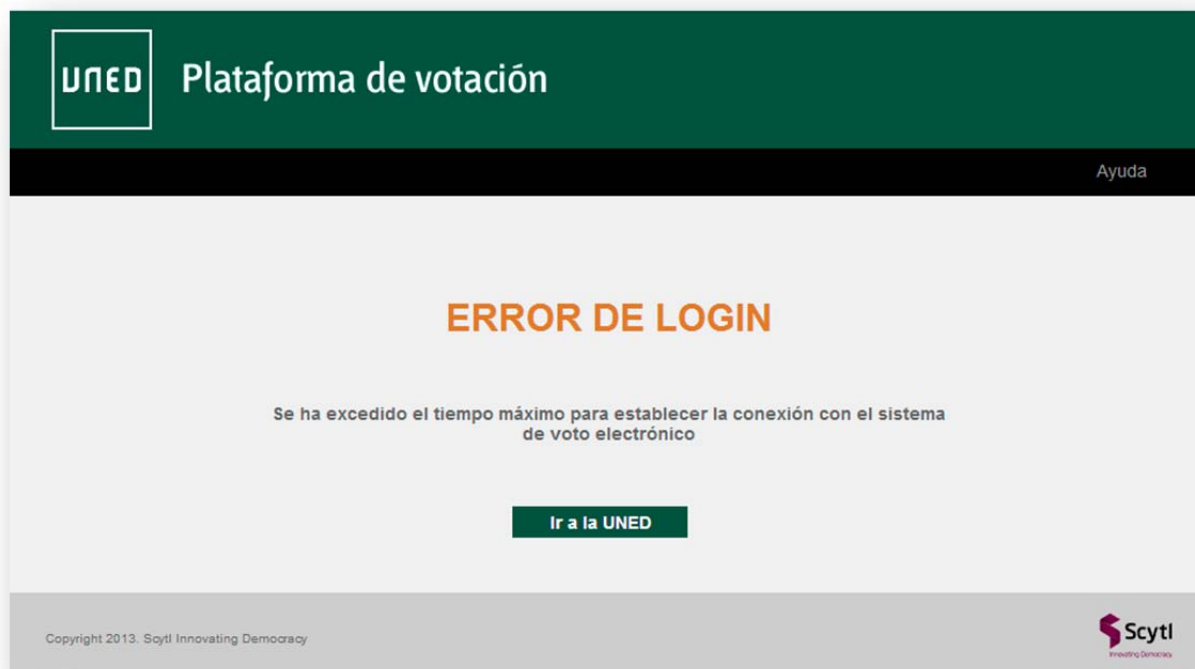 UNED
Plataforma de votación
Ayuda
ERROR DE LOGIN
Se ha excedido el tiempo máximo para establecer la conexión con el sistema
de voto electrónico
Ir a la UNED
Copyright 2013. Scytl Innovating Democracy
Scytl
Innovating Democracy